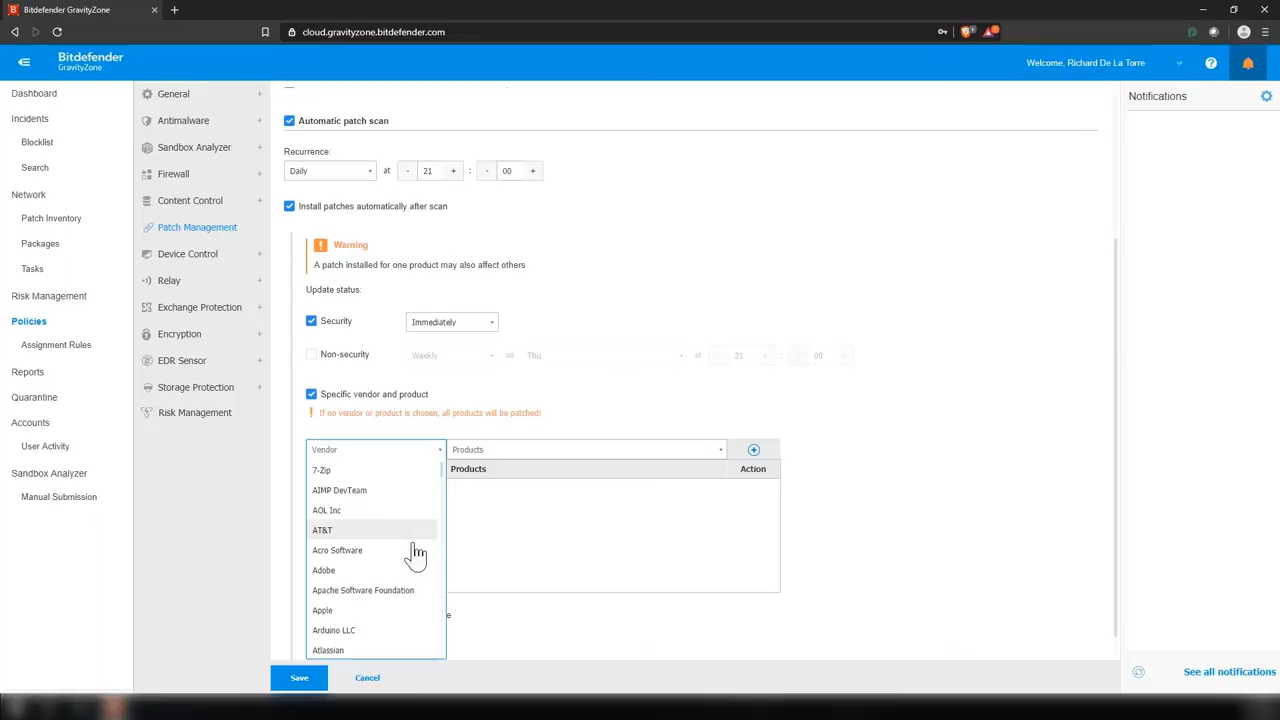 Bitdefender GravityZone
cloud.gravityzone.bitdefender.com
Bitdefender
GravityZone
Welcome, Richard De La Torre
Dashboard
Incidents
Blocklist
Search
Network
Patch Inventory
Packages
Tasks
Risk Management
Policies
Assignment Rules
Reports
Quarantine
Accounts
User Activity
Sandbox Analyzer
Manual Submission
General +
Antimalware +
Sandbox Analyzer +
Firewall +
Content Control +
Patch Management
Device Control +
Relay +
Exchange Protection +
Encryption +
EDR Sensor +
Storage Protection +
Risk Management
Automatic patch scan
Recurrence:
Daily at - 21 + : - 00 +
Install patches automatically after scan
! Warning
A patch installed for one product may also affect others
Update status:
Security Immediately
Non-security Weekly on Thu at 21 : 00
Specific vendor and product
! If no vendor or product is chosen, all products will be patched!
Vendor Products
Products Action
7-Zip
AIMP DevTeam
AOL Inc
AT&T
Acro Software
Adobe
Apache Software Foundation
Apple
Arduino LLC
Atlassian
e
Save Cancel
Notifications
See all notifications